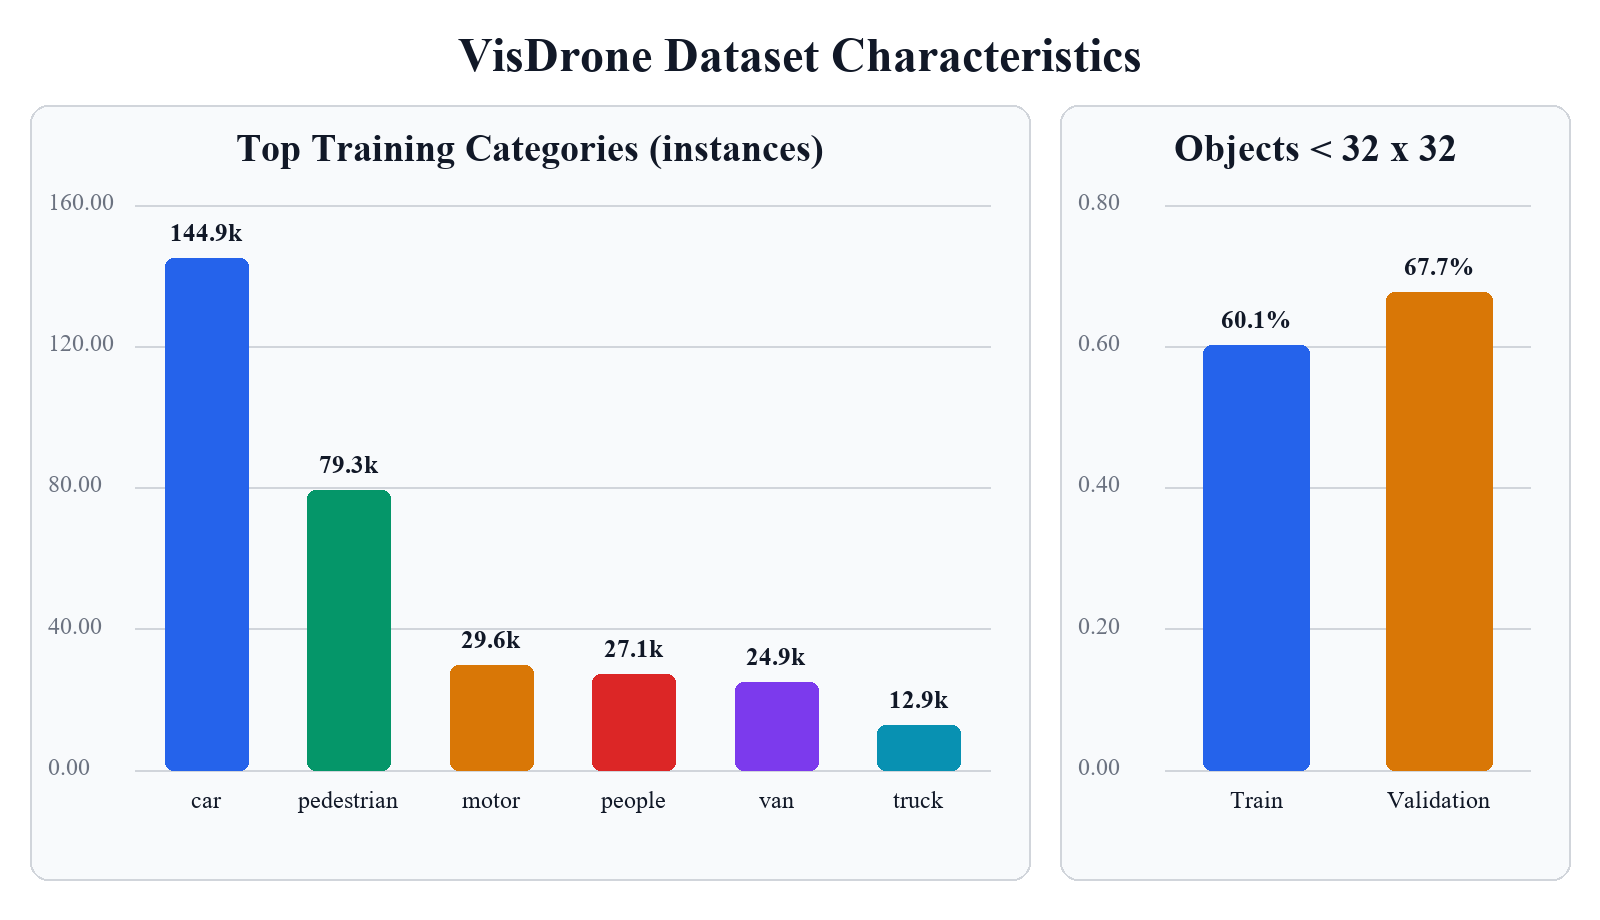 VisDrone Dataset Characteristics
Top Training Categories (instances)
160.00
120.00
80.00
40.00
0.00
144.9k
79.3k
29.6k
27.1k
24.9k
12.9k
car
pedestrian
motor
people
van
truck
Objects < 32 x 32
0.80
0.60
0.40
0.20
0.00
60.1%
67.7%
Train
Validation